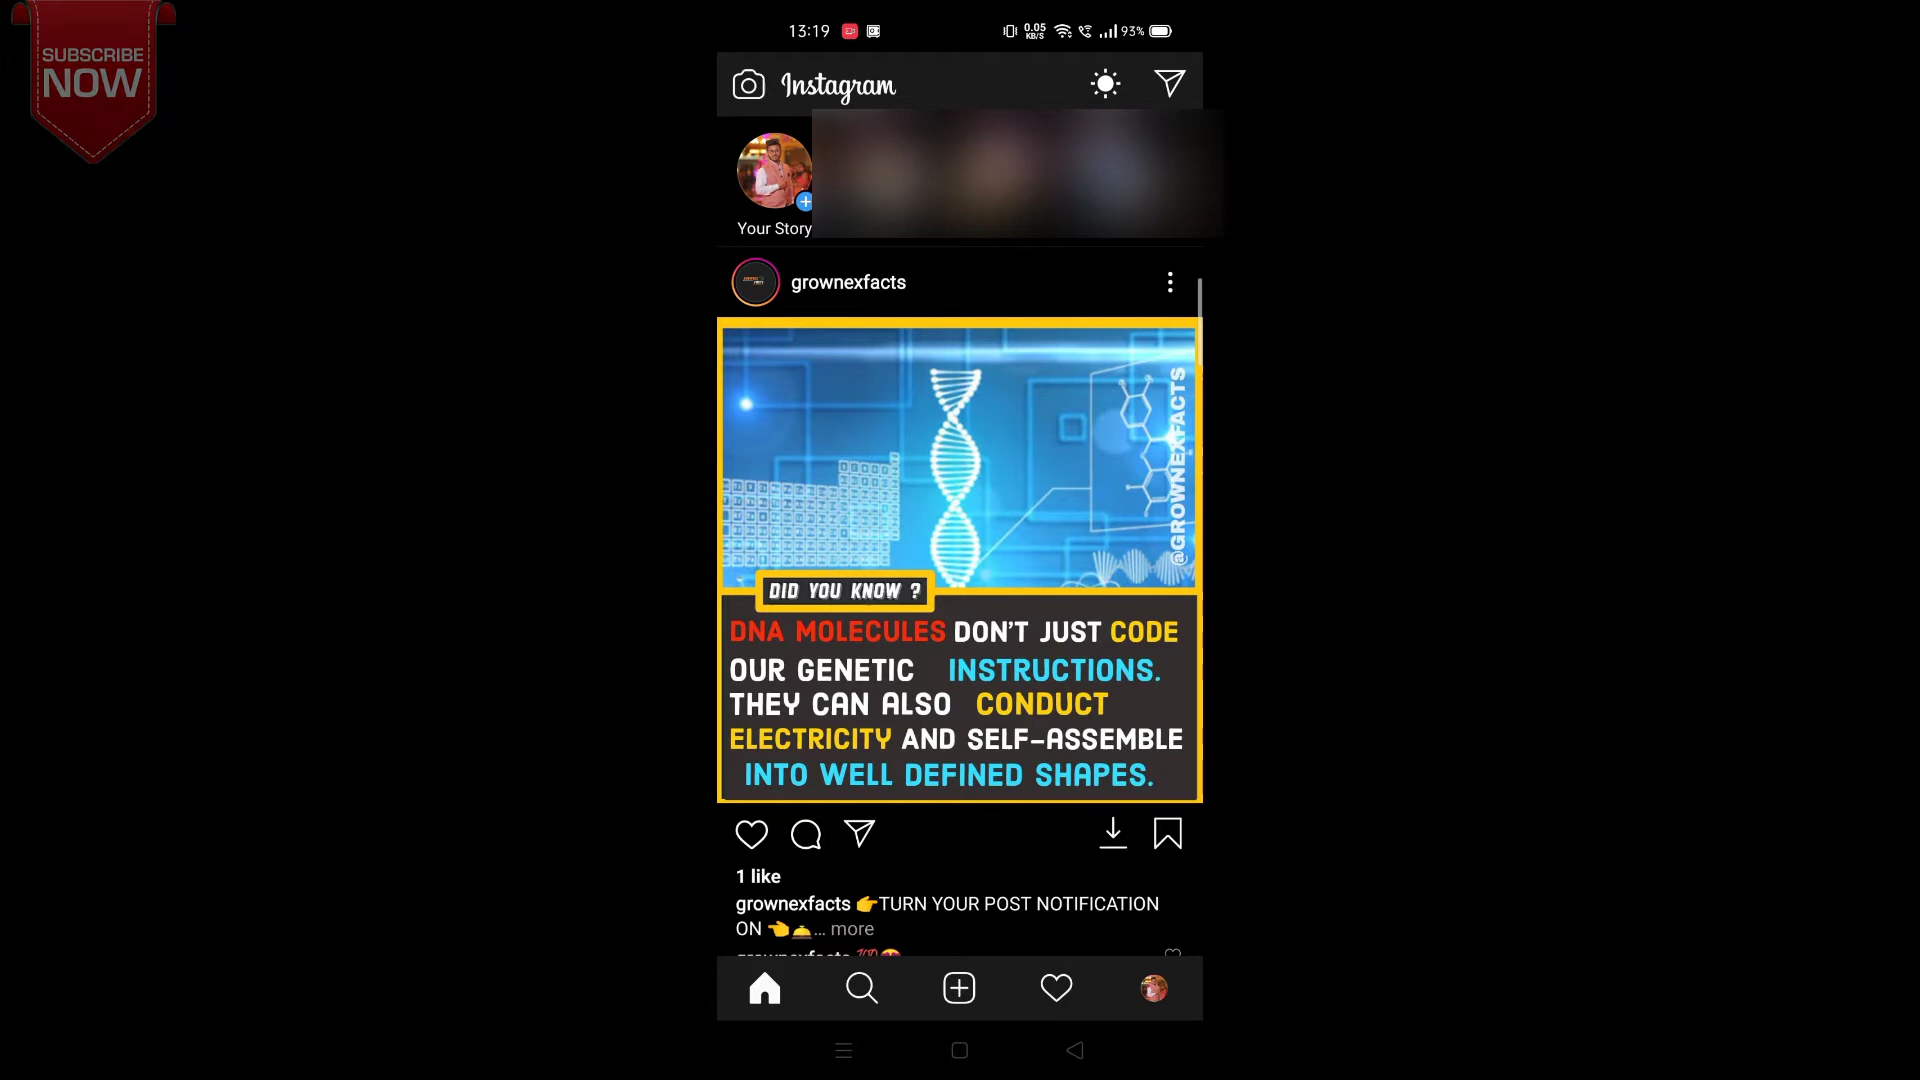 SUBSCRIBE
NOW
13:19
0.05
KB/S
93%
Instagram
Your Story
grownexfacts
@GROWNEXFACTS
DID YOU KNOW ?
DNA MOLECULES DON'T JUST CODE
OUR GENETIC INSTRUCTIONS.
THEY CAN ALSO CONDUCT
ELECTRICITY AND SELF-ASSEMBLE
INTO WELL DEFINED SHAPES.
1 like
grownexfacts 👉TURN YOUR POST NOTIFICATION
ON 👈🛎️... more
grownexfacts 💯😍